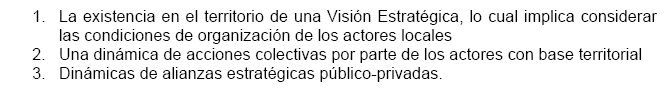 1. La existencia en el territorio de una Visión Estratégica, lo cual implica considerar
las condiciones de organización de los actores locales
2. Una dinámica de acciones colectivas por parte de los actores con base territorial
3. Dinámicas de alianzas estratégicas público-privadas.